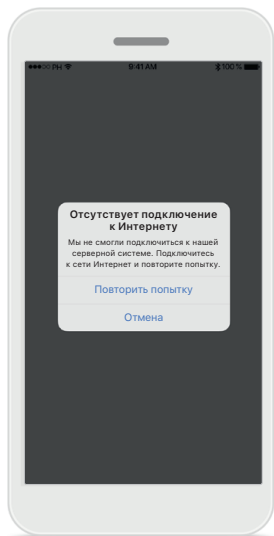 PH 9:41 AM 100 %
Отсутствует подключение
к Интернету
Мы не смогли подключиться к нашей
серверной системе. Подключитесь
к сети Интернет и повторите попытку.
Повторить попытку
Отмена